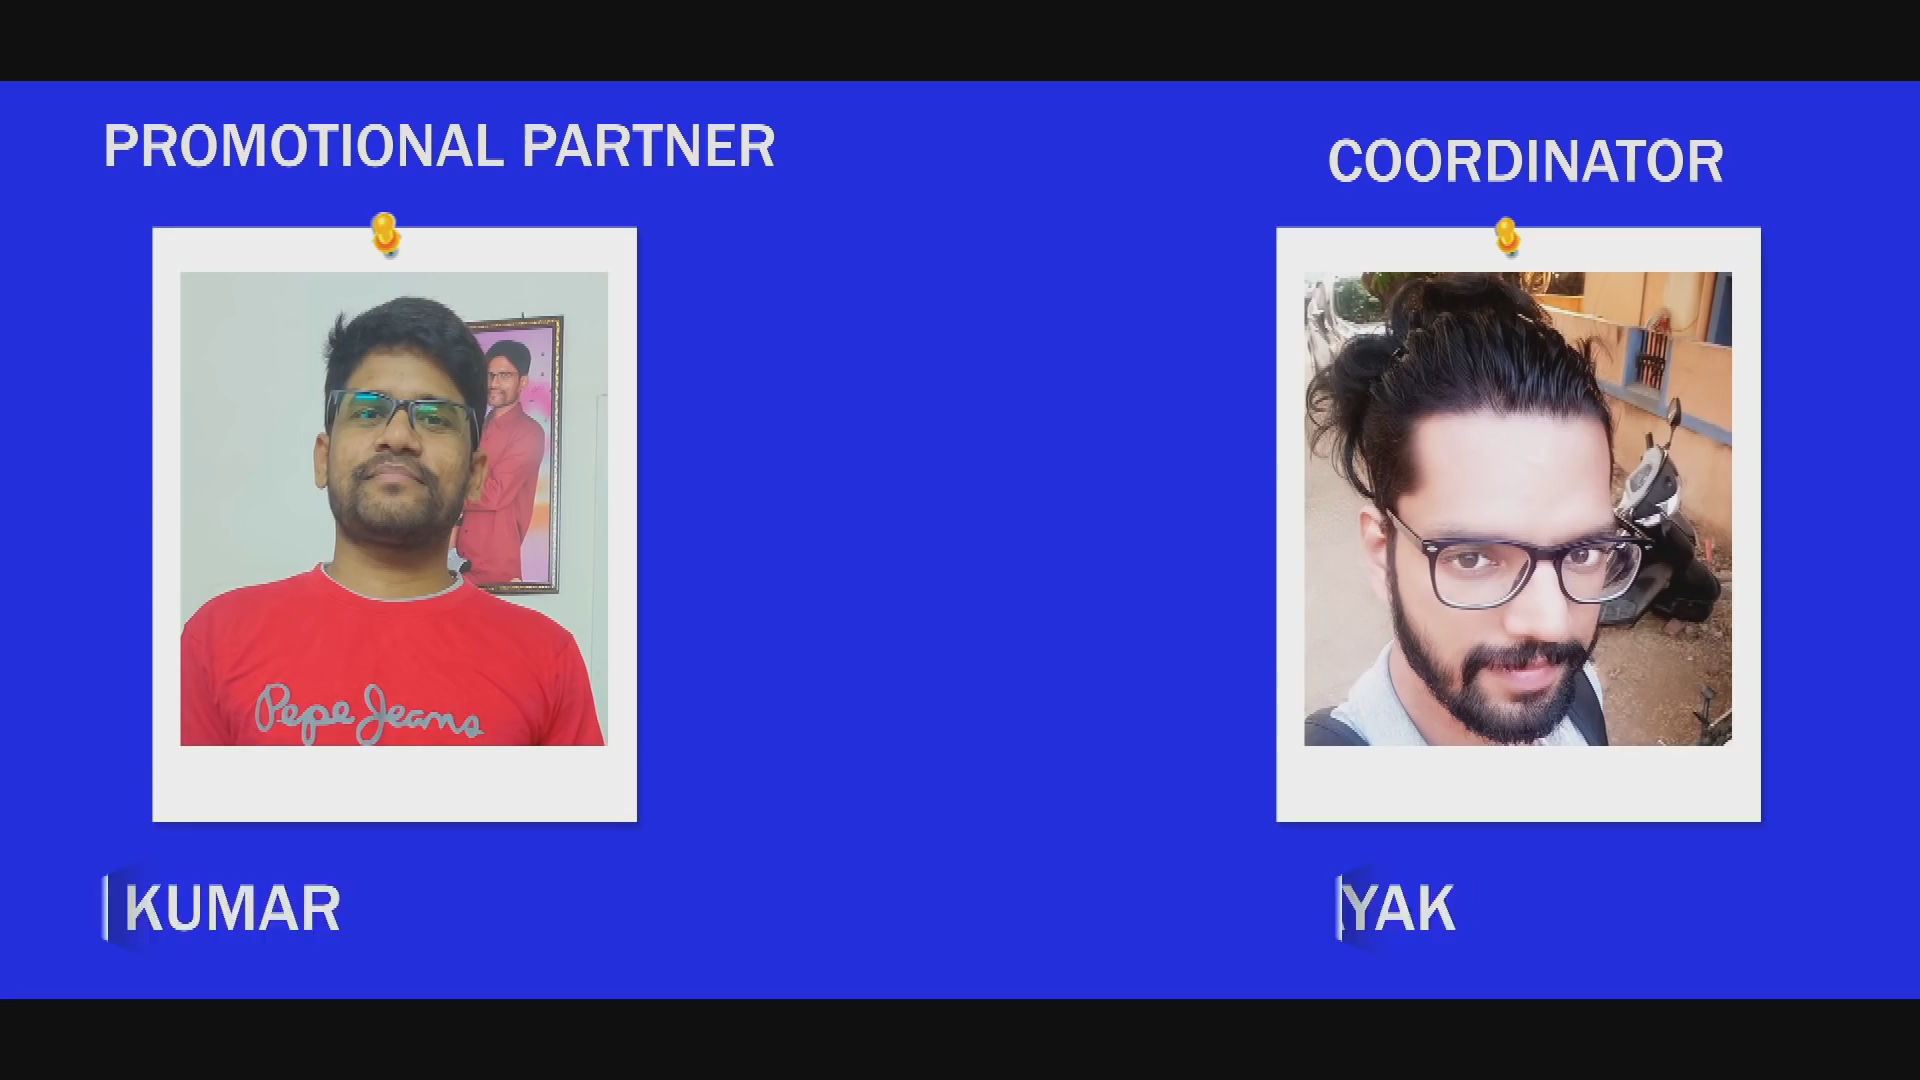 PROMOTIONAL PARTNER
COORDINATOR
Pepe Jeans
KUMAR
YAK